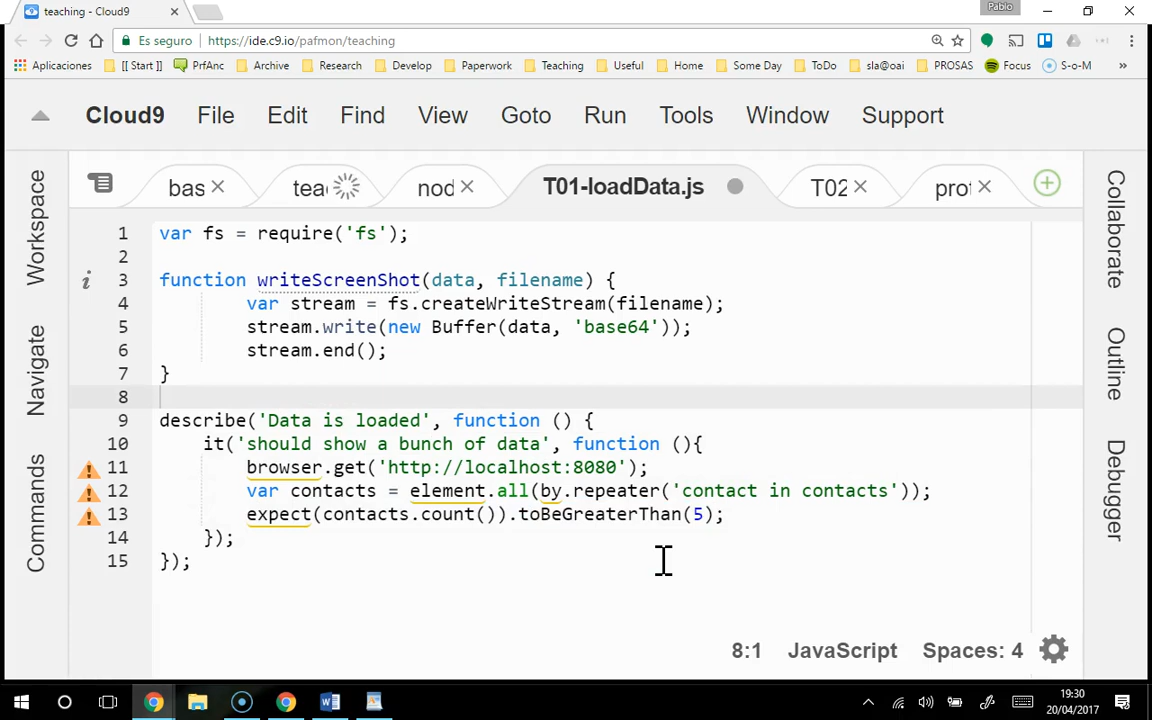 teaching - Cloud9
Pablo
Es seguro
https://ide.c9.io/pafmon/teaching
Aplicaciones
[[ Start ]]
PrfAnc
Archive
Research
Develop
Paperwork
Teaching
Useful
Home
Some Day
ToDo
sla@oai
PROSAS
Focus
S-o-M
»
Cloud9 File Edit Find View Goto Run Tools Window Support
bas
tea
nod
T01-loadData.js
T02
prot
Workspace
Navigate
Commands
1 var fs = require('fs');
2
3 function writeScreenShot(data, filename) {
4 var stream = fs.createWriteStream(filename);
5 stream.write(new Buffer(data, 'base64'));
6 stream.end();
7 }
8
9 describe('Data is loaded', function () {
10 it('should show a bunch of data', function (){
11 browser.get('http://localhost:8080');
12 var contacts = element.all(by.repeater('contact in contacts'));
13 expect(contacts.count()).toBeGreaterThan(5);
14 });
15 });
Collaborate
Outline
Debugger
8:1 JavaScript Spaces: 4
19:30
20/04/2017